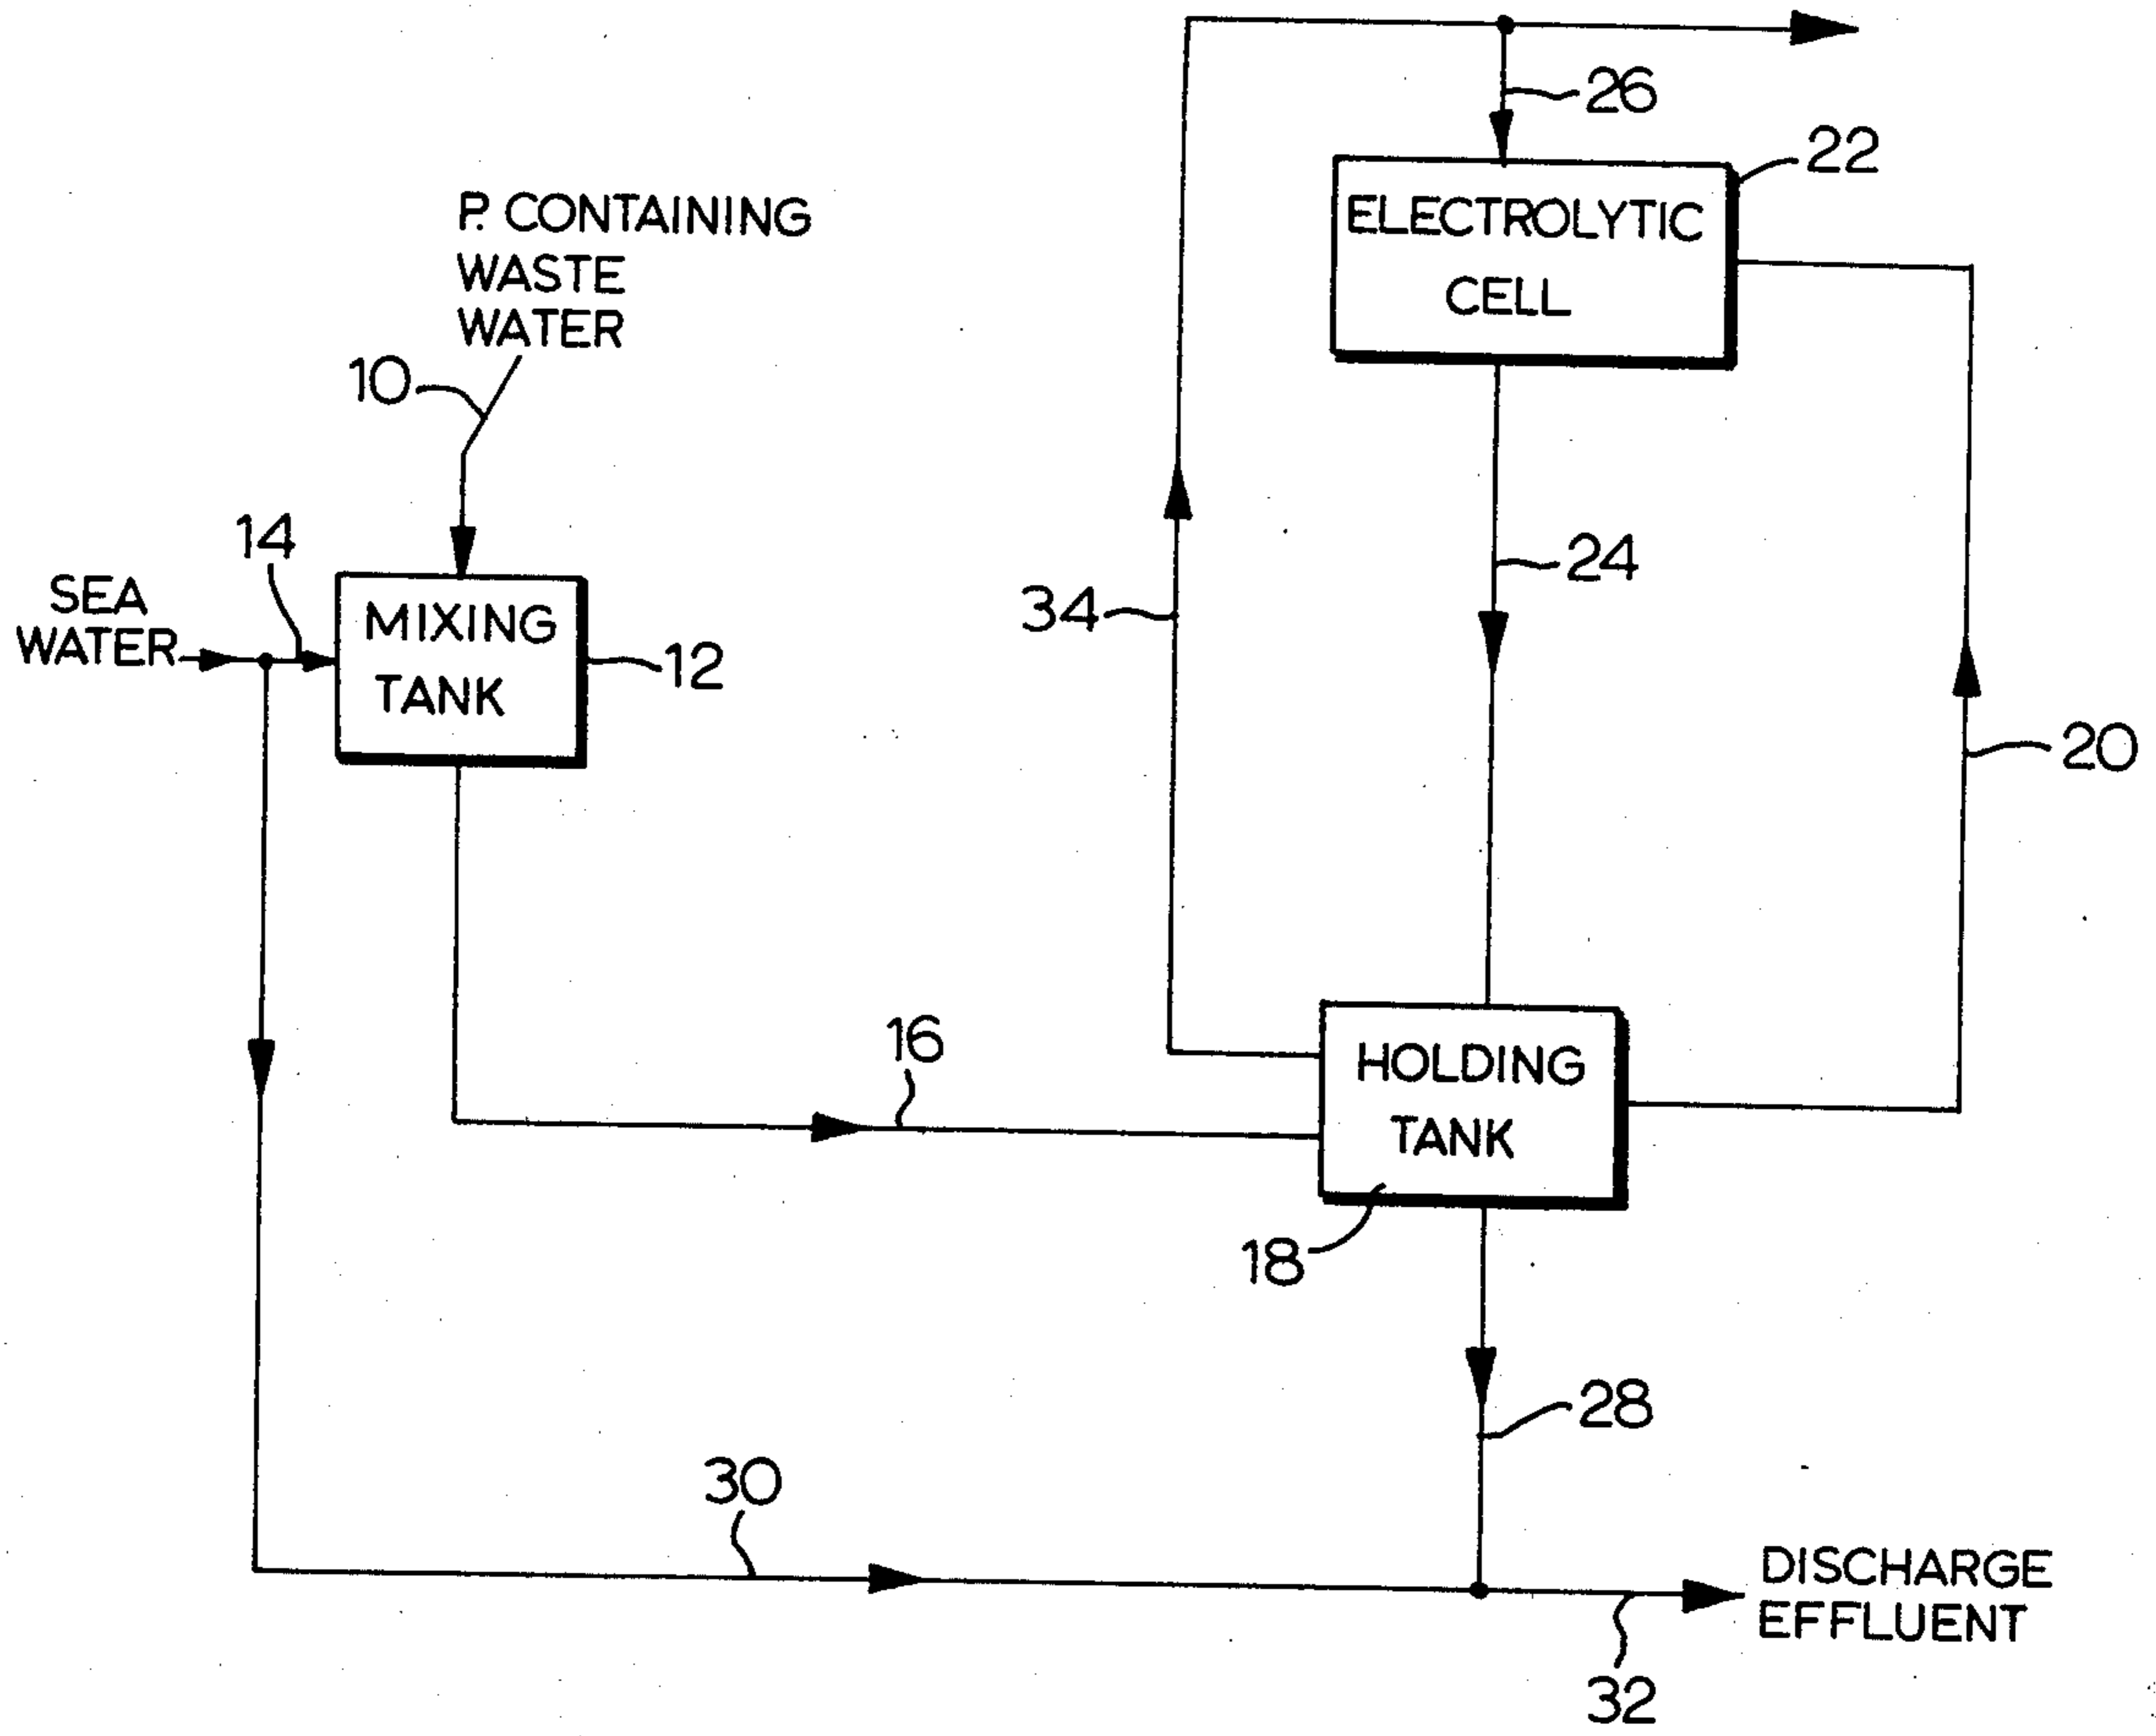 26
22
P. CONTAINING
WASTE
WATER
ELECTROLYTIC
CELL
10
14
SEA
WATER
MIXING
TANK
12
24
34
20
16
HOLDING
TANK
18
28
30
DISCHARGE
EFFLUENT
32